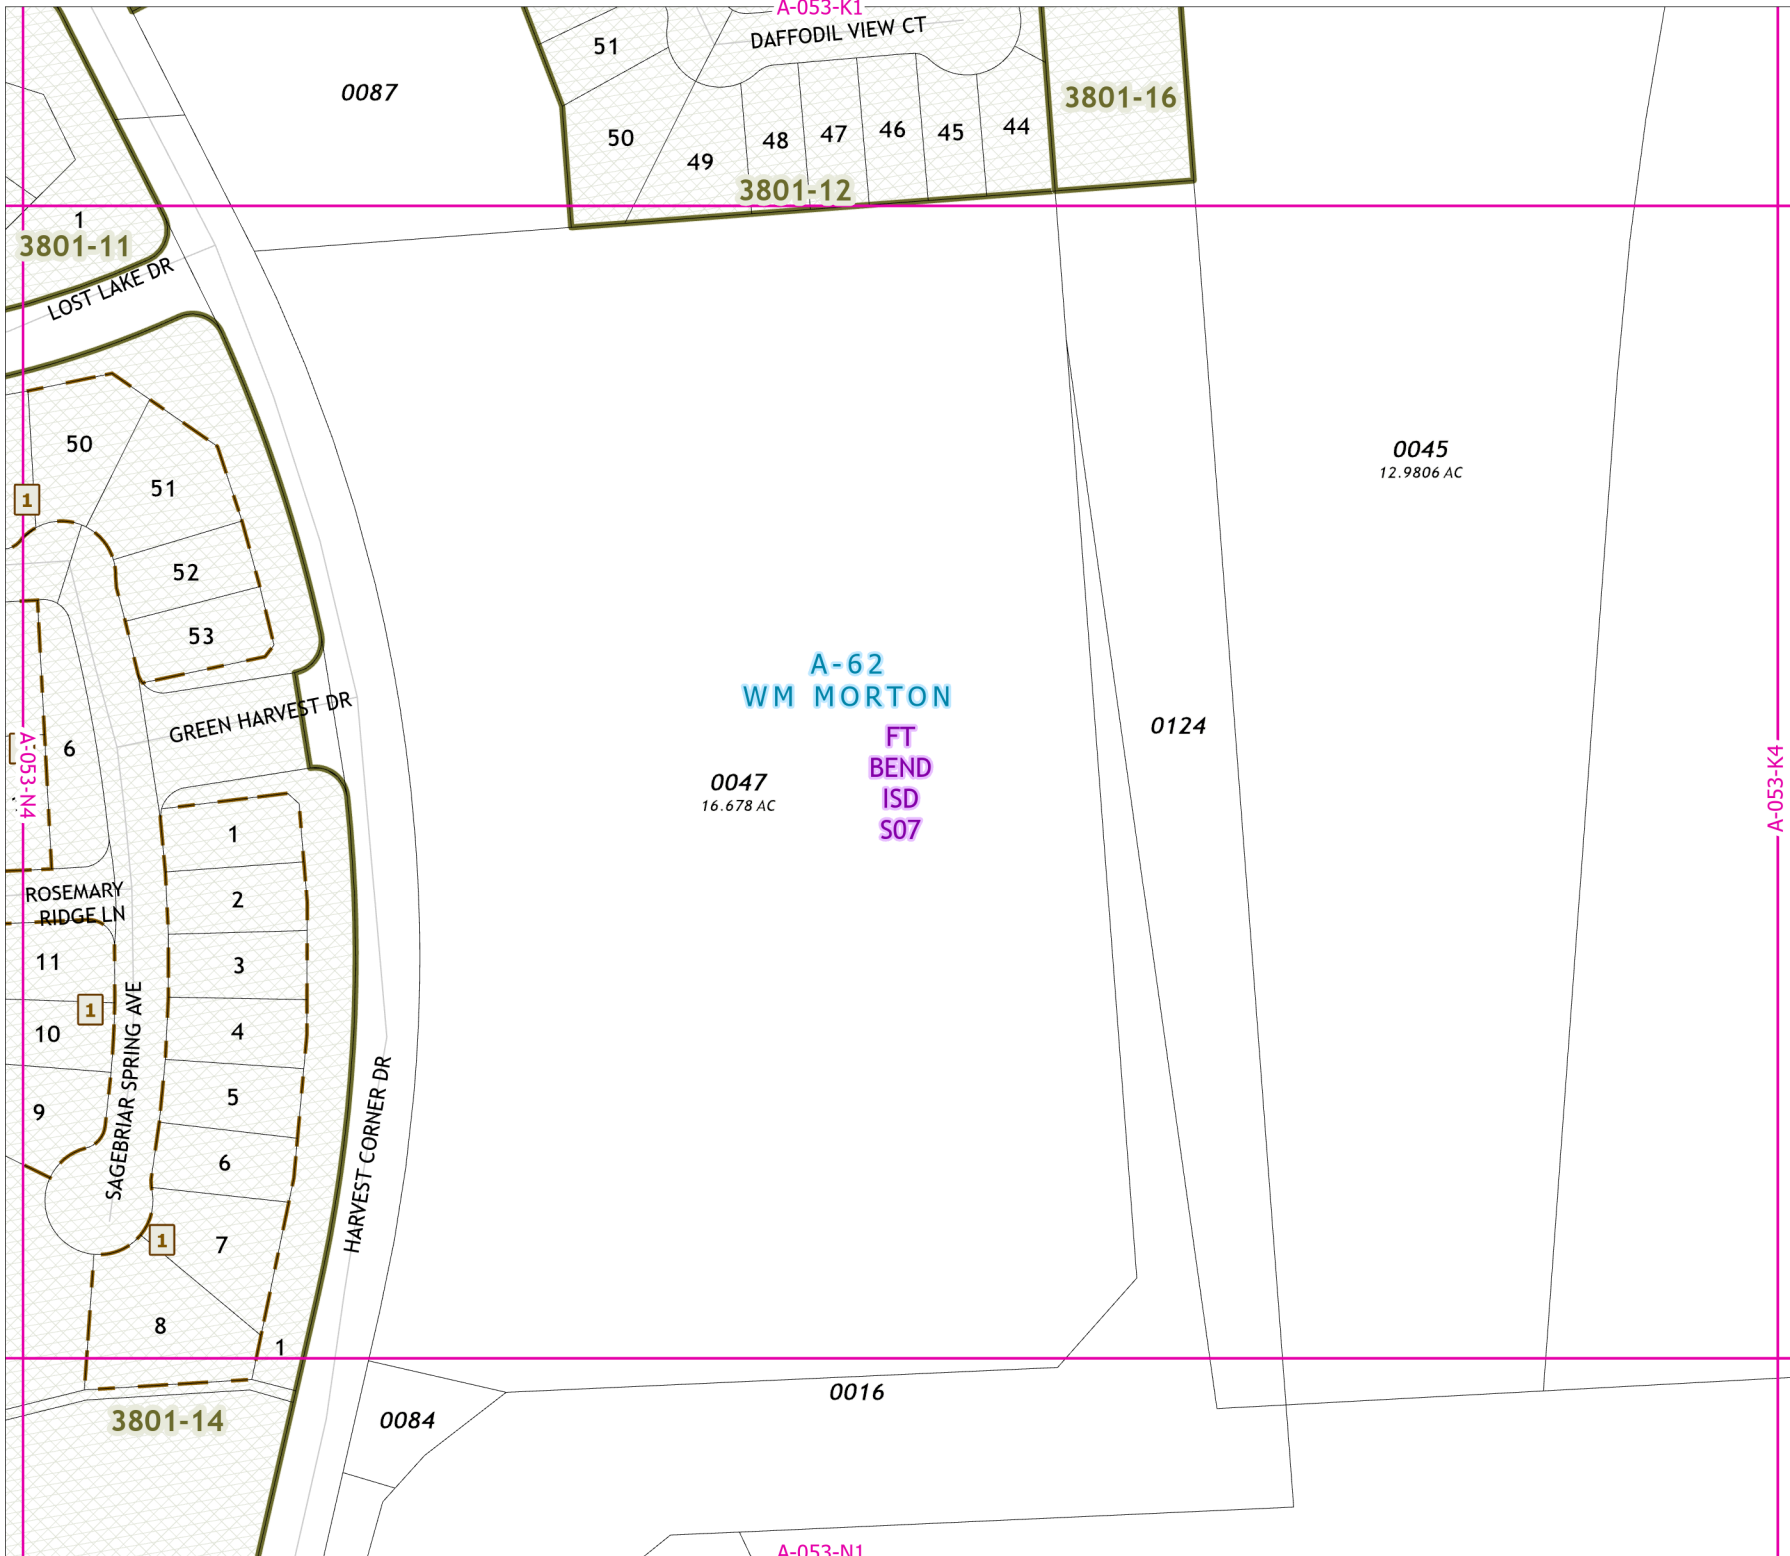 A-053-K1
DAFFODIL VIEW CT
51
0087
3801-16
50
49
48
47
46
45
44
3801-12
1
3801-11
LOST LAKE DR
50
51
1
52
53
0045
12.9806 AC
A-62
WM MORTON
FT
BEND
ISD
S07
GREEN HARVEST DR
0124
6
A-053-N4
0047
16.678 AC
A-053-K4
1
2
ROSEMARY
RIDGE LN
11
3
1
10
4
SAGEBRIAR SPRING AVE
5
9
6
HARVEST CORNER DR
1
7
8
1
0016
0084
3801-14
A-053-N1